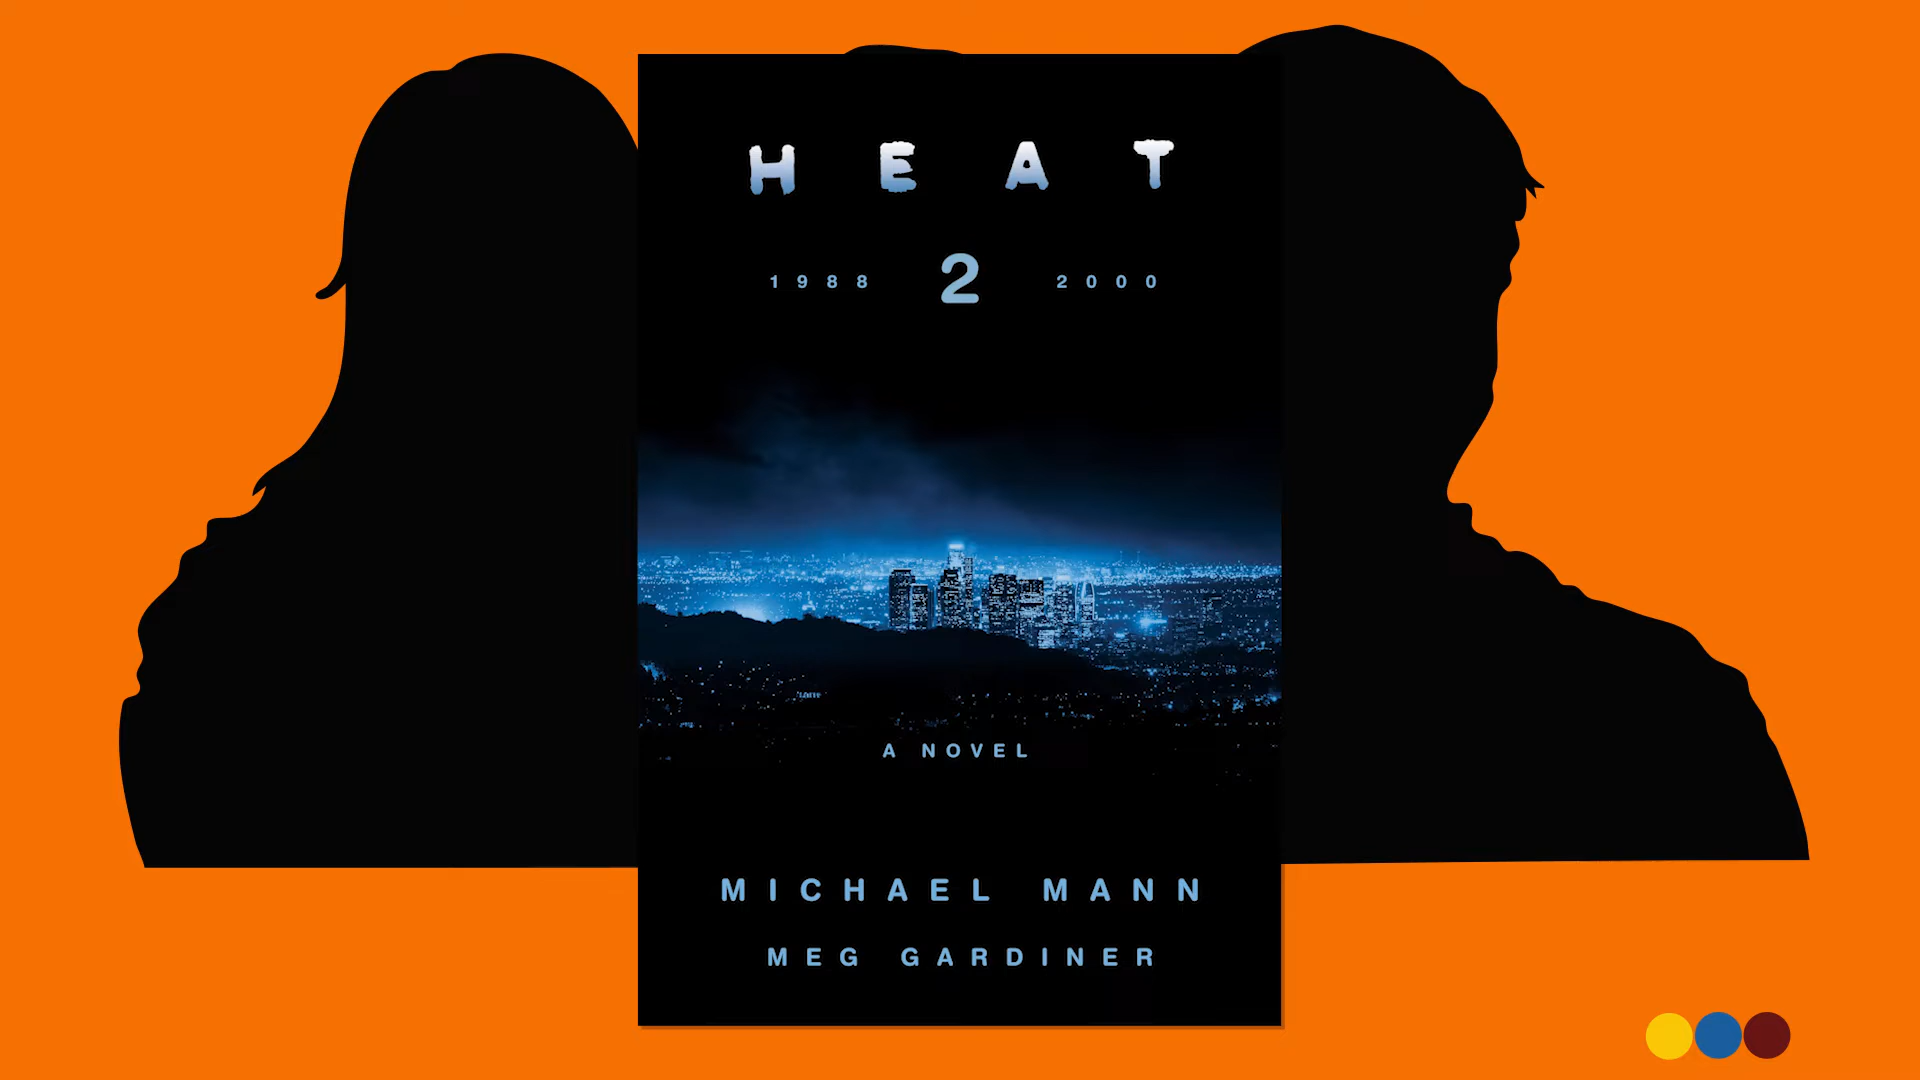 HEAT
1988 2 2000
A NOVEL
MICHAEL MANN
MEG GARDINER